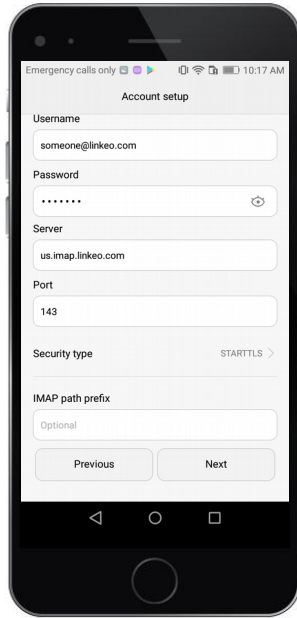 Emergency calls only 10:17 AM
Account setup
Username
someone@linkeo.com
Password
•••••••
Server
us.imap.linkeo.com
Port
143
Security type STARTTLS
IMAP path prefix
Optional
Previous Next